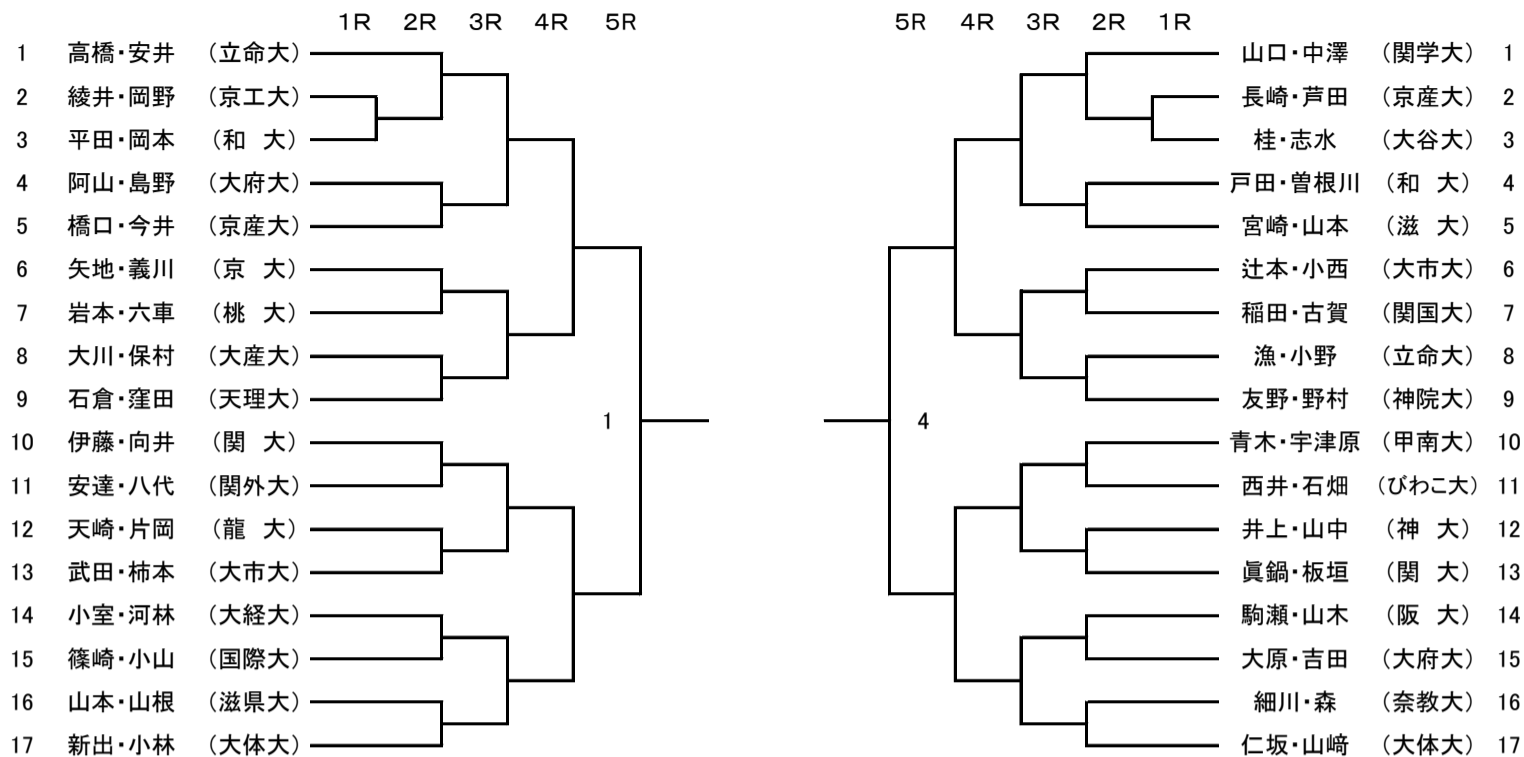 1R 2R 3R 4R 5R 5R 4R 3R 2R 1R
1 高橋・安井 (立命大) 山口・中澤 (関学大) 1
2 綾井・岡野 (京工大) 長崎・芦田 (京産大) 2
3 平田・岡本 (和 大) 桂・志水 (大谷大) 3
4 阿山・島野 (大府大) 戸田・曽根川 (和 大) 4
5 橋口・今井 (京産大) 宮崎・山本 (滋 大) 5
6 矢地・義川 (京 大) 辻本・小西 (大市大) 6
7 岩本・六車 (桃 大) 稲田・古賀 (関国大) 7
8 大川・保村 (大産大) 漁・小野 (立命大) 8
9 石倉・窪田 (天理大) 友野・野村 (神院大) 9
1 4
10 伊藤・向井 (関 大) 青木・宇津原 (甲南大) 10
11 安達・八代 (関外大) 西井・石畑 (びわこ大) 11
12 天崎・片岡 (龍 大) 井上・山中 (神 大) 12
13 武田・柿本 (大市大) 眞鍋・板垣 (関 大) 13
14 小室・河林 (大経大) 駒瀬・山木 (阪 大) 14
15 篠崎・小山 (国際大) 大原・吉田 (大府大) 15
16 山本・山根 (滋県大) 細川・森 (奈教大) 16
17 新出・小林 (大体大) 仁坂・山﨑 (大体大) 17